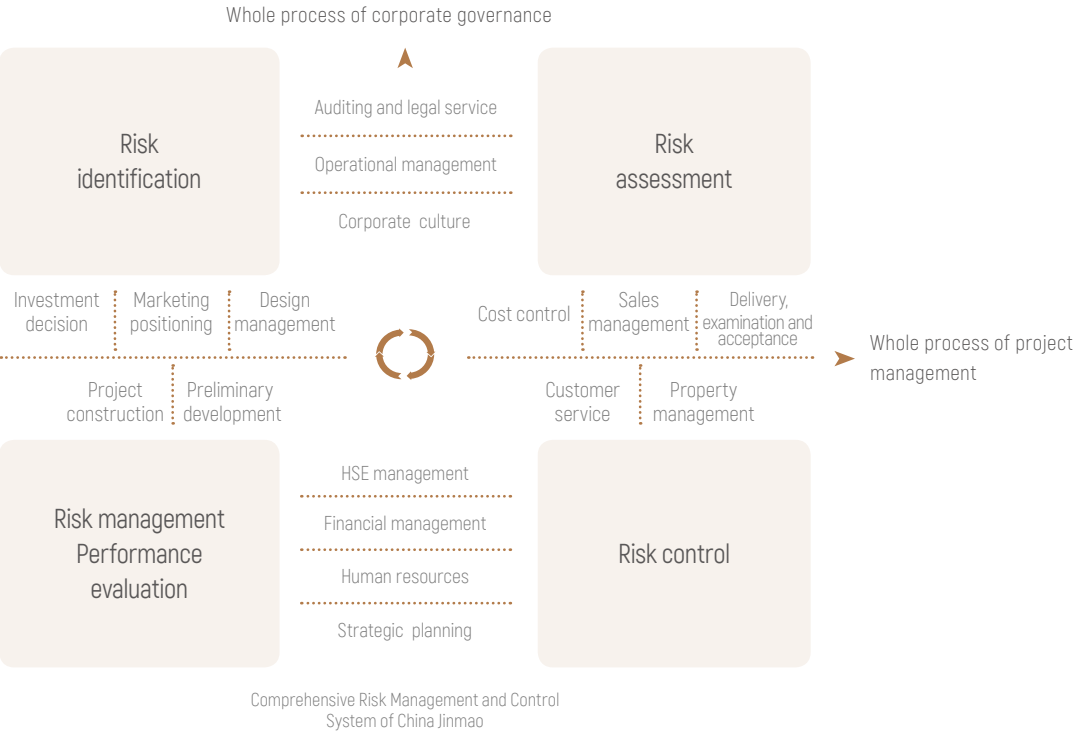 Whole process of corporate governance
Risk
identification
Auditing and legal service
Operational management
Corporate culture
Risk
assessment
Investment
decision
Marketing
positioning
Design
management
Cost control
Sales
management
Delivery,
examination and
acceptance
Whole process of project
management
Project
construction
Preliminary
development
Customer
service
Property
management
Risk management
Performance
evaluation
HSE management
Financial management
Human resources
Strategic planning
Risk control
Comprehensive Risk Management and Control
System of China Jinmao